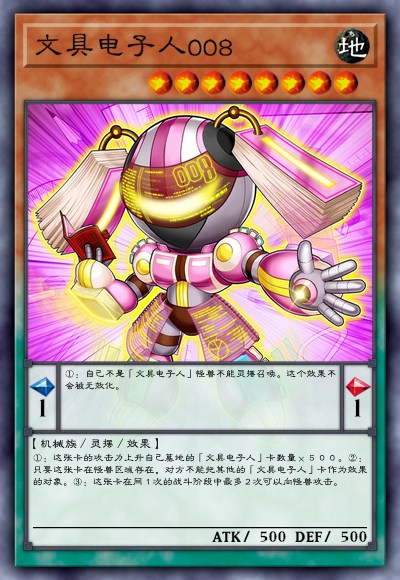 文具电子人008
地
008
①：自己不是「文具电子人」怪兽不能灵摆召唤。这个效果不
会被无效化。
1
1
【机械族／灵摆／效果】
①：这张卡的攻击力上升自己墓地的「文具电子人」卡数量×５００。②：
只要这张卡在怪兽区域存在，对方不能把其他的「文具电子人」卡作为效果
的对象。③：这张卡在同１次的战斗阶段中最多２次可以向怪兽攻击。
ATK/ 500 DEF/ 500